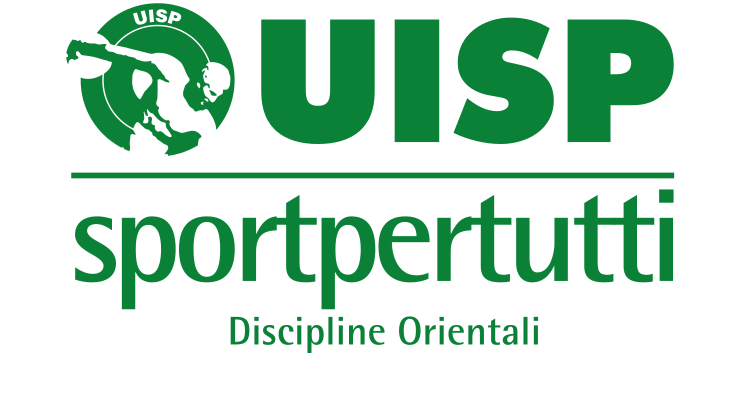 UISP
UISP
sportpertutti
Discipline Orientali